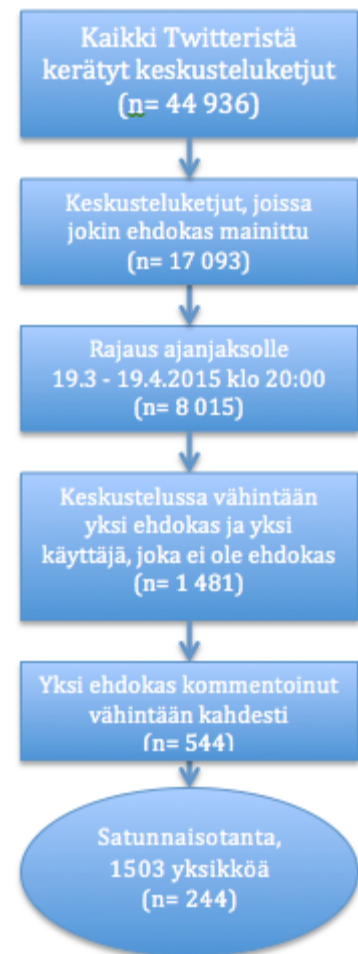 Kaikki Twitteristä
kerätyt keskusteluketjut
(n= 44 936)
Keskusteluketjut, joissa
jokin ehdokas mainittu
(n= 17 093)
Rajaus ajanjaksolle
19.3 - 19.4.2015 klo 20:00
(n= 8 015)
Keskustelussa vähintään
yksi ehdokas ja yksi
käyttäjä, joka ei ole ehdokas
(n= 1 481)
Yksi ehdokas kommentoinut
vähintään kahdesti
(n= 544)
Satunnaisotanta,
1503 yksikköä
(n= 244)